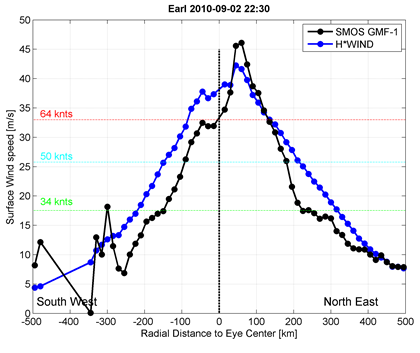 Earl 2010-09-02 22:30
SMOS GMF-1
H*WIND
Surface Wind speed [m/s]
50
45
40
35
30
25
20
15
10
5
0
64 knts
50 knts
34 knts
South West
North East
-500 -400 -300 -200 -100 0 100 200 300 400 500
Radial Distance to Eye Center [km]